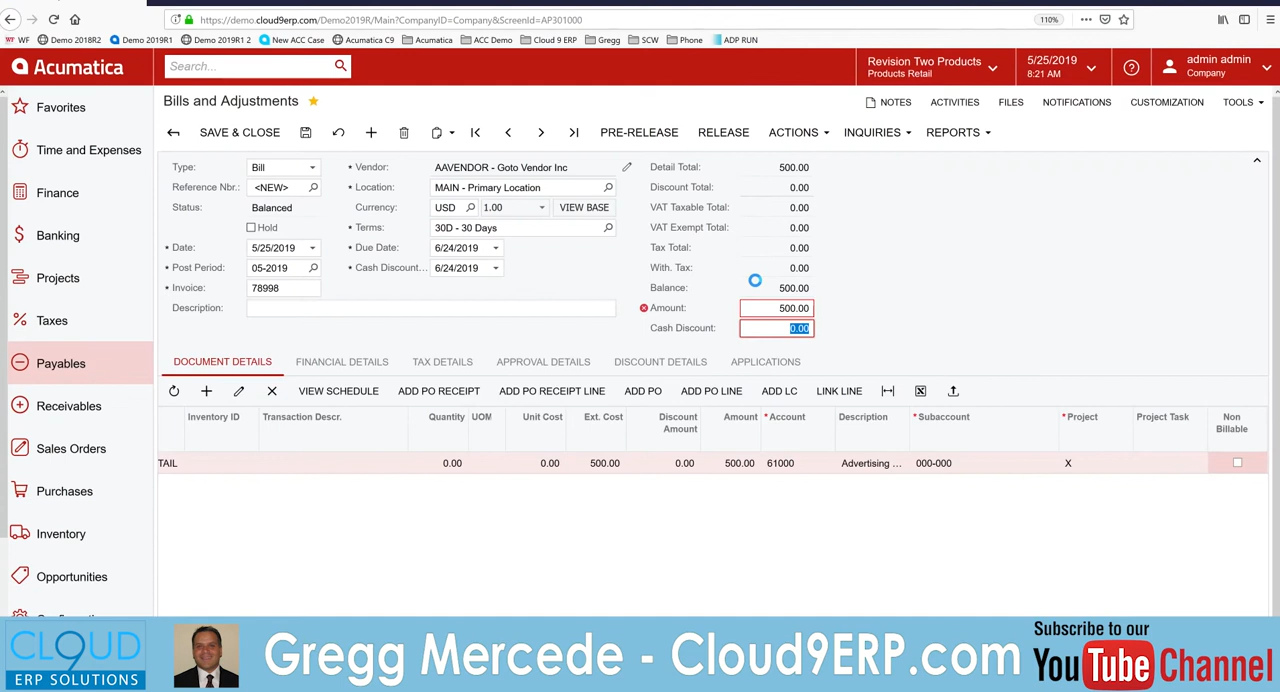 https://demo.cloud9erp.com/Demo2019R/Main?CompanyID=Company&ScreenId=AP301000
110%
WF Demo 2018R2 Demo 2019R1 Demo 2019R1 2 New ACC Case Acumatica C9 Acumatica ACC Demo Cloud 9 ERP Gregg SCW Phone ADP RUN
Acumatica
Search...
Revision Two Products
Products Retail
5/25/2019
8:21 AM
admin admin
Company
Favorites
Time and Expenses
Finance
Banking
Projects
Taxes
Payables
Receivables
Sales Orders
Purchases
Inventory
Opportunities
Bills and Adjustments
NOTES ACTIVITIES FILES NOTIFICATIONS CUSTOMIZATION TOOLS
SAVE & CLOSE PRE-RELEASE RELEASE ACTIONS INQUIRIES REPORTS
Type: Bill Vendor: AAVENDOR - Goto Vendor Inc Detail Total: 500.00
Reference Nbr.: <NEW> Location: MAIN - Primary Location Discount Total: 0.00
Status: Balanced Currency: USD 1.00 VIEW BASE VAT Taxable Total: 0.00
Hold Terms: 30D - 30 Days VAT Exempt Total: 0.00
Date: 5/25/2019 Due Date: 6/24/2019 Tax Total: 0.00
Post Period: 05-2019 Cash Discount... 6/24/2019 With. Tax: 0.00
Invoice: 78998 Balance: 500.00
Description: Amount: 500.00
Cash Discount: 0.00
DOCUMENT DETAILS FINANCIAL DETAILS TAX DETAILS APPROVAL DETAILS DISCOUNT DETAILS APPLICATIONS
VIEW SCHEDULE ADD PO RECEIPT ADD PO RECEIPT LINE ADD PO ADD PO LINE ADD LC LINK LINE
Inventory ID Transaction Descr. Quantity UOM Unit Cost Ext. Cost Discount Amount Amount *Account Description *Subaccount *Project Project Task Non Billable
TAIL 0.00 0.00 500.00 0.00 500.00 61000 Advertising ... 000-000 X
CLOUD
9
ERP SOLUTIONS
Gregg Mercede - Cloud9ERP.com
Subscribe to our
YouTube Channel